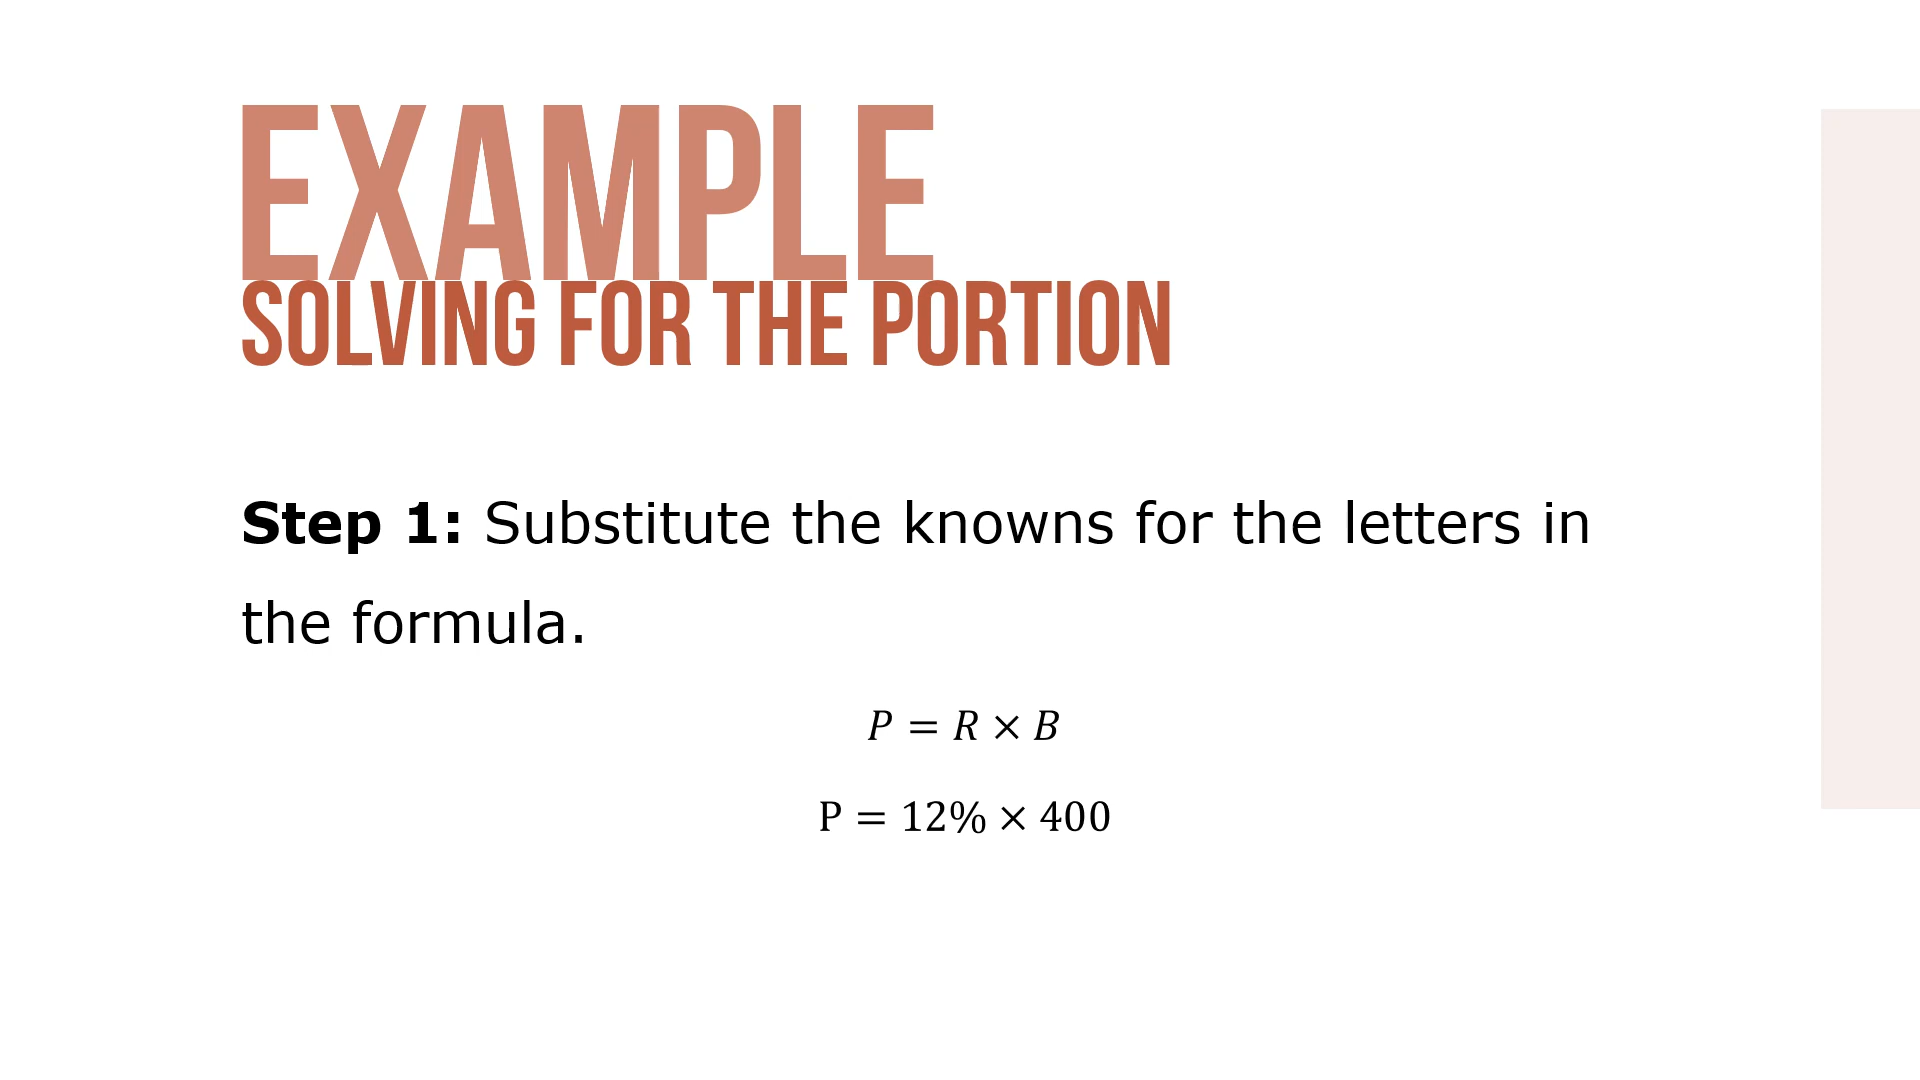 EXAMPLE
SOLVING FOR THE PORTION
Step 1: Substitute the knowns for the letters in
the formula.
P = R × B
P = 12% × 400